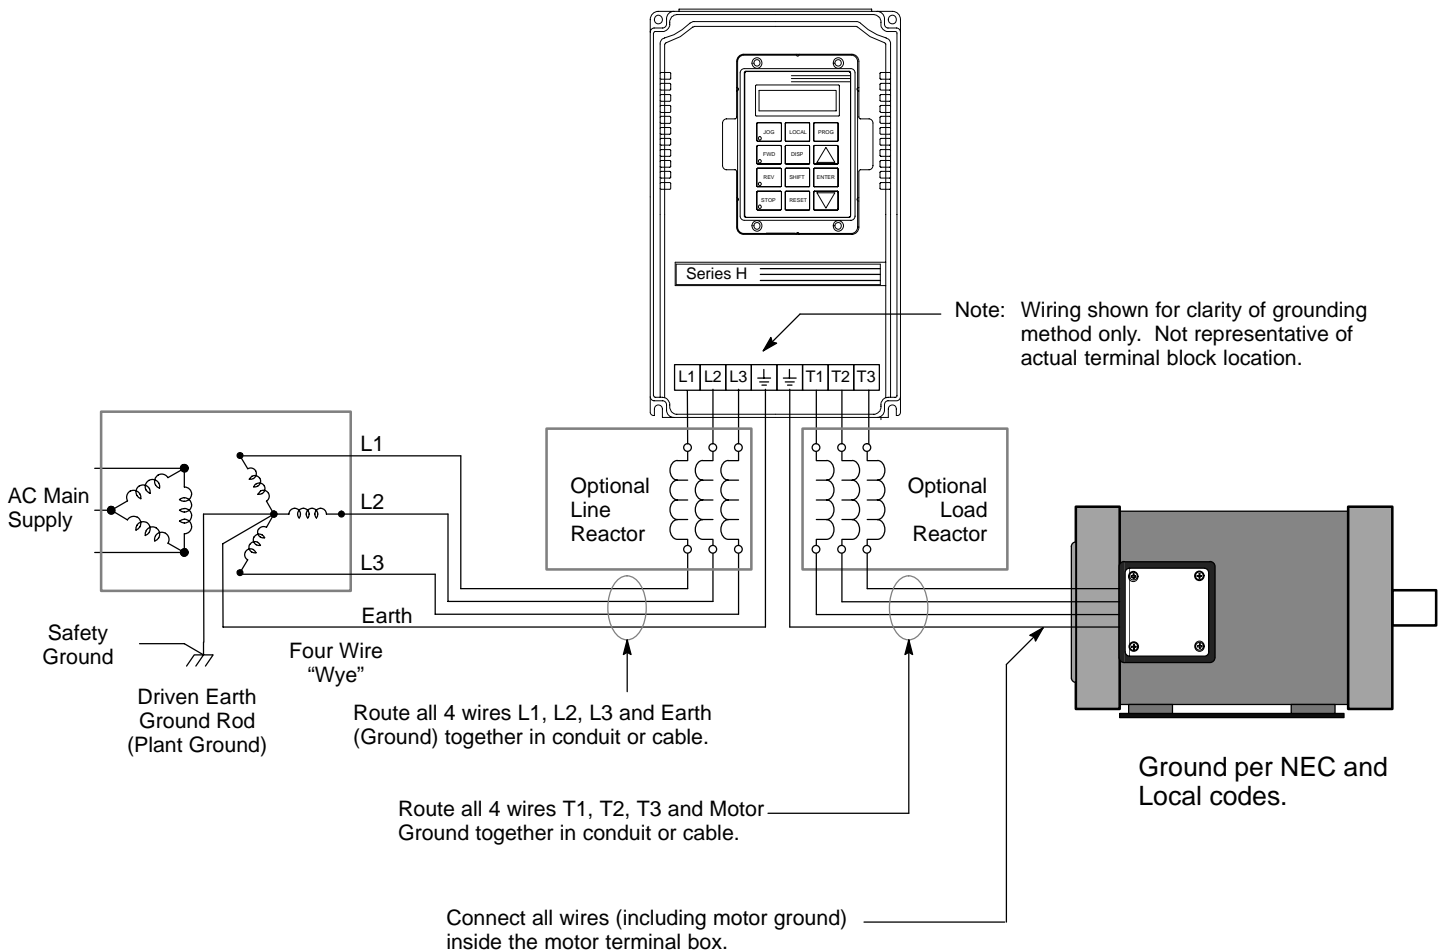 JOG LOCAL PROG
FWD DISP
REV SHIFT ENTER
STOP RESET
Series H
Note: Wiring shown for clarity of grounding
method only. Not representative of
actual terminal block location.
L1 L2 L3 T1 T2 T3
L1
L2
L3
Earth
AC Main
Supply
Optional
Line
Reactor
Optional
Load
Reactor
Safety
Ground
Four Wire
“Wye”
Driven Earth
Ground Rod
(Plant Ground)
Route all 4 wires L1, L2, L3 and Earth
(Ground) together in conduit or cable.
Ground per NEC and
Local codes.
Route all 4 wires T1, T2, T3 and Motor
Ground together in conduit or cable.
Connect all wires (including motor ground)
inside the motor terminal box.